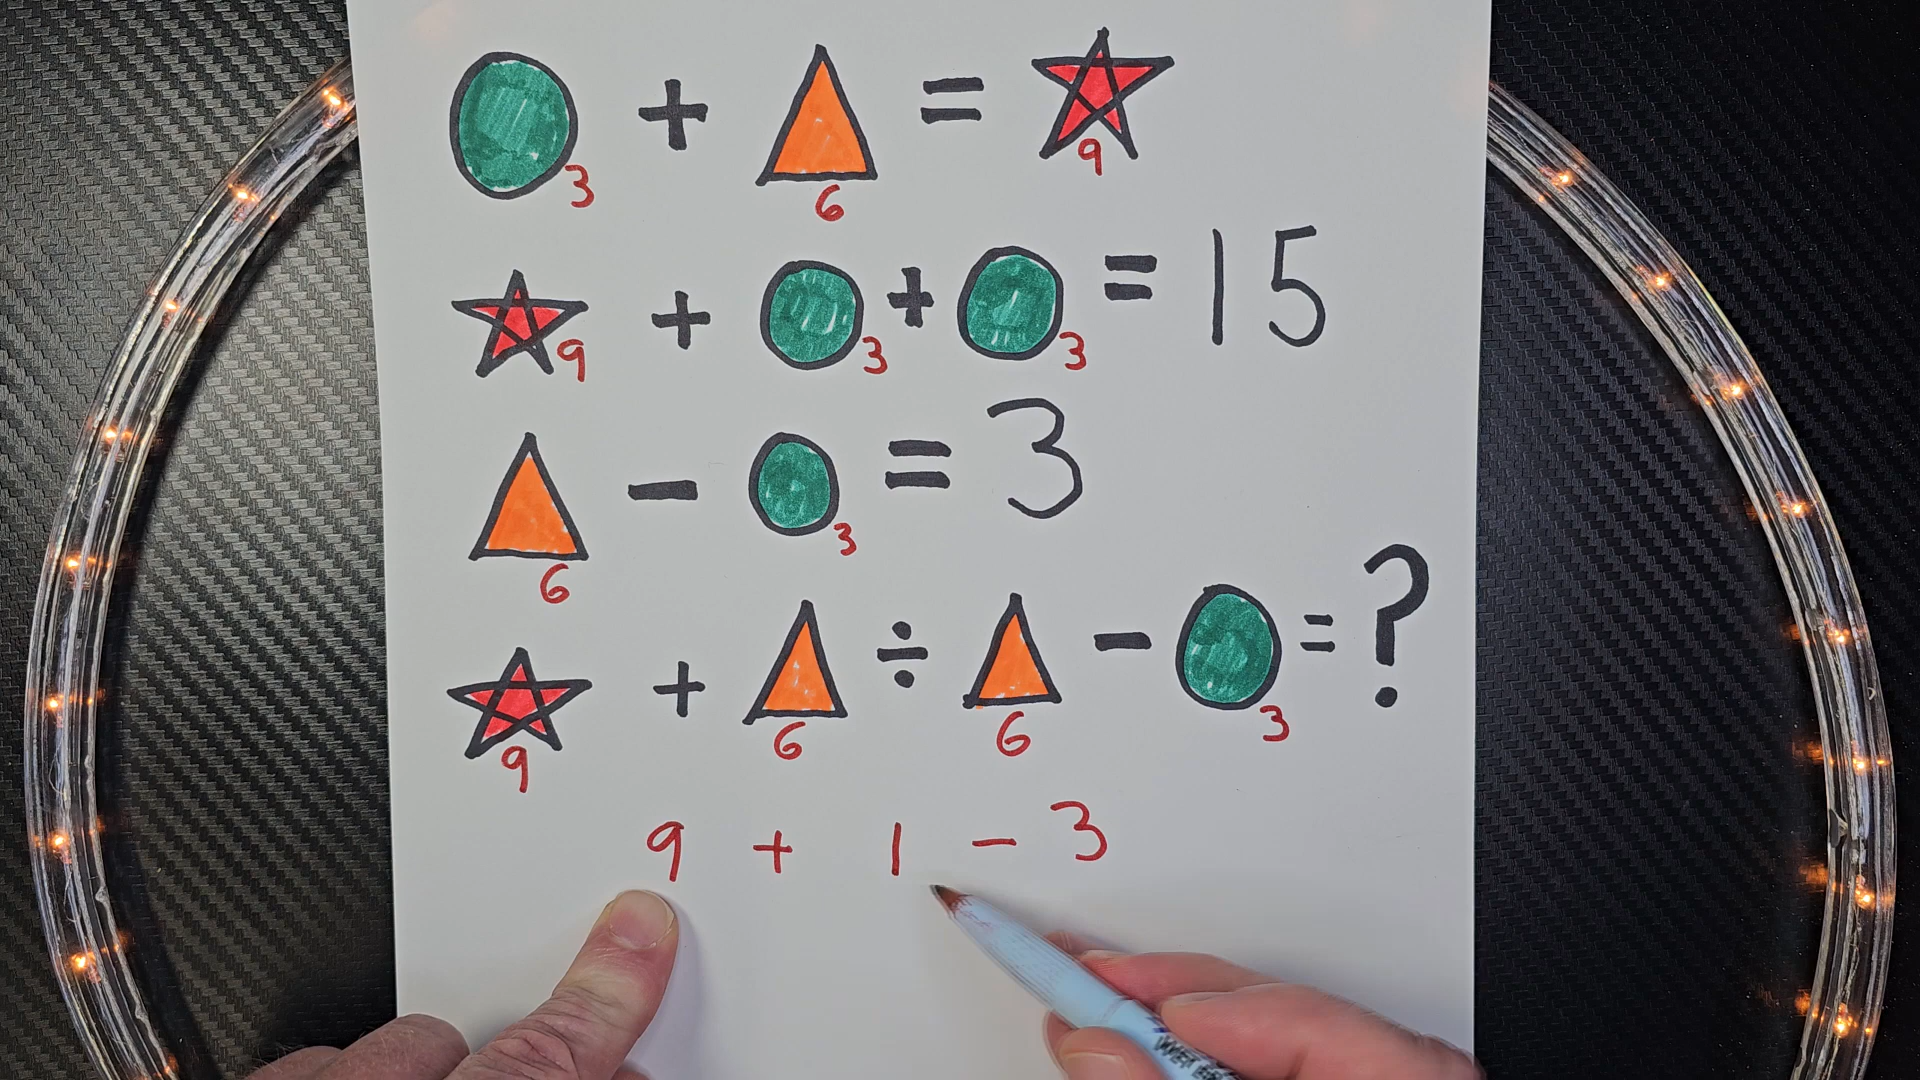 + =
3 6 9
+ + = 15
9 3 3
- = 3
6 3
+ ÷ - = ?
9 6 6 3
9 + 1 - 3